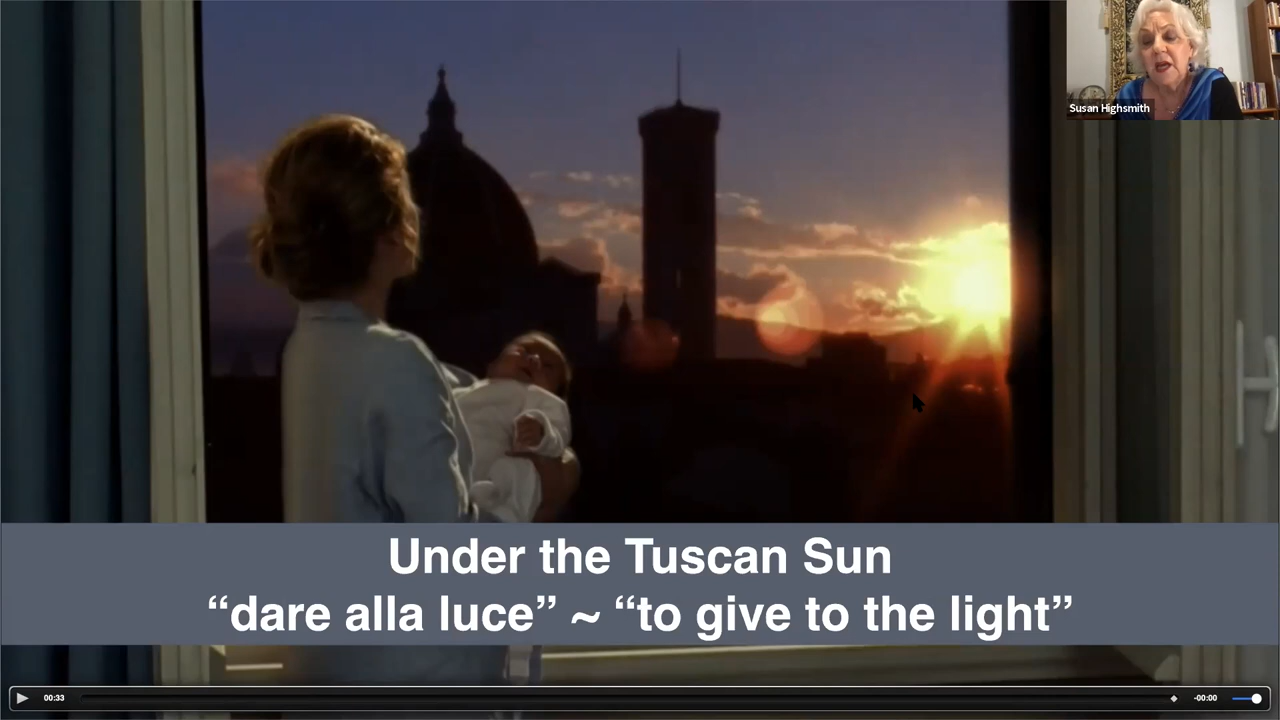 Susan Highsmith
Under the Tuscan Sun
“dare alla luce” ~ “to give to the light”
00:33
-00:00